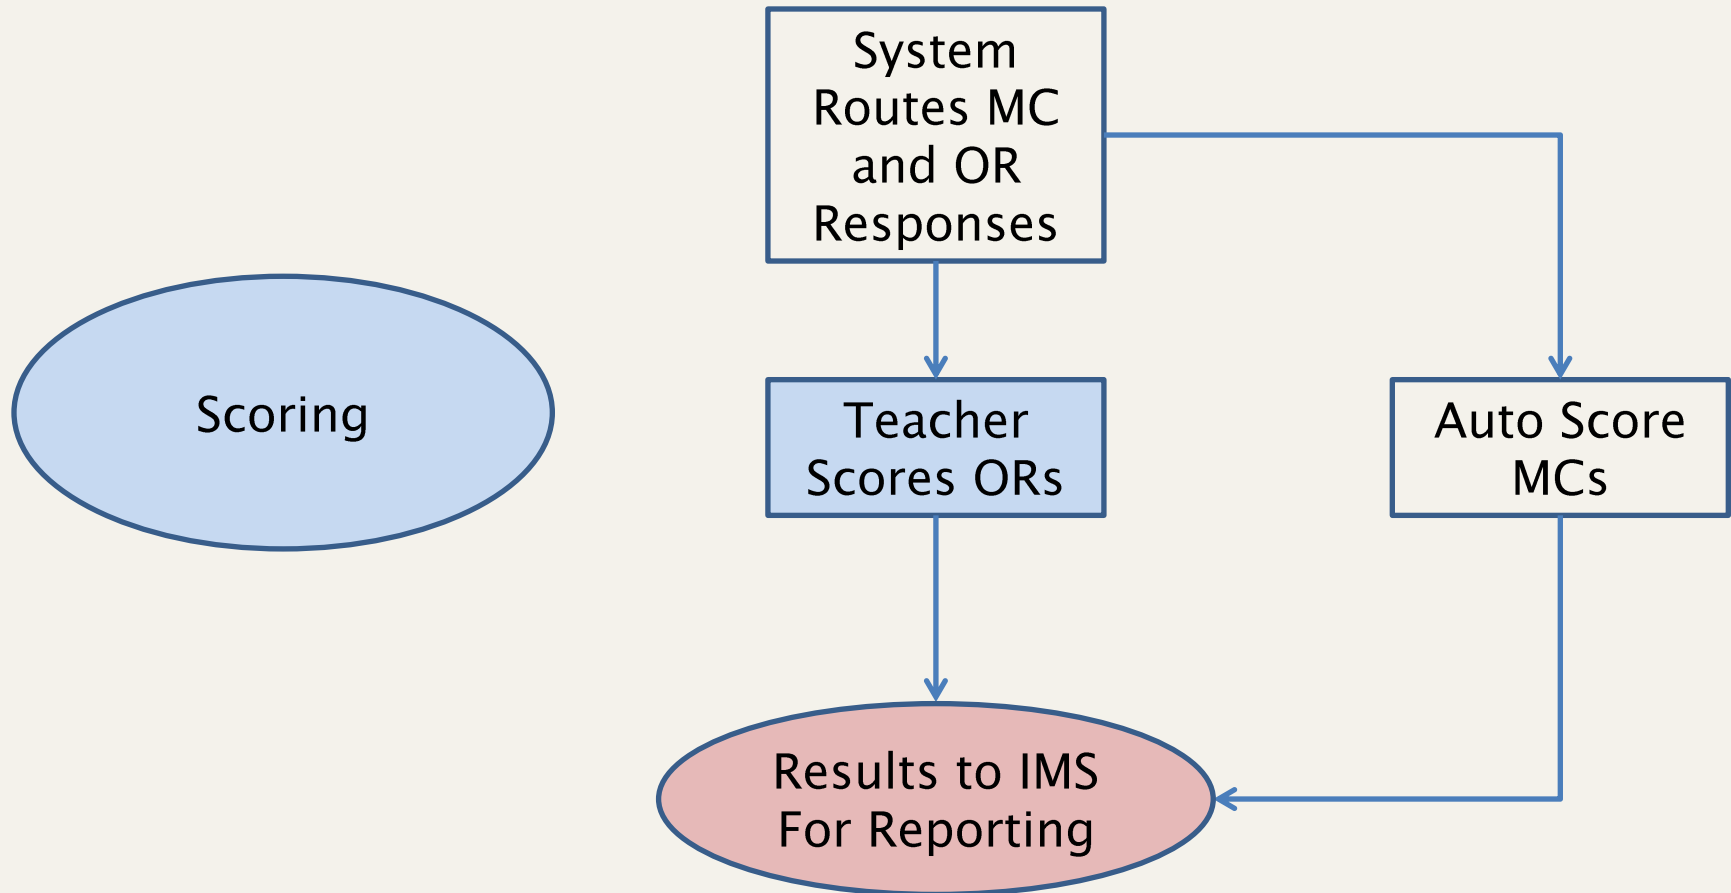 System
Routes MC
and OR
Responses
Scoring
Teacher
Scores ORs
Auto Score
MCs
Results to IMS
For Reporting